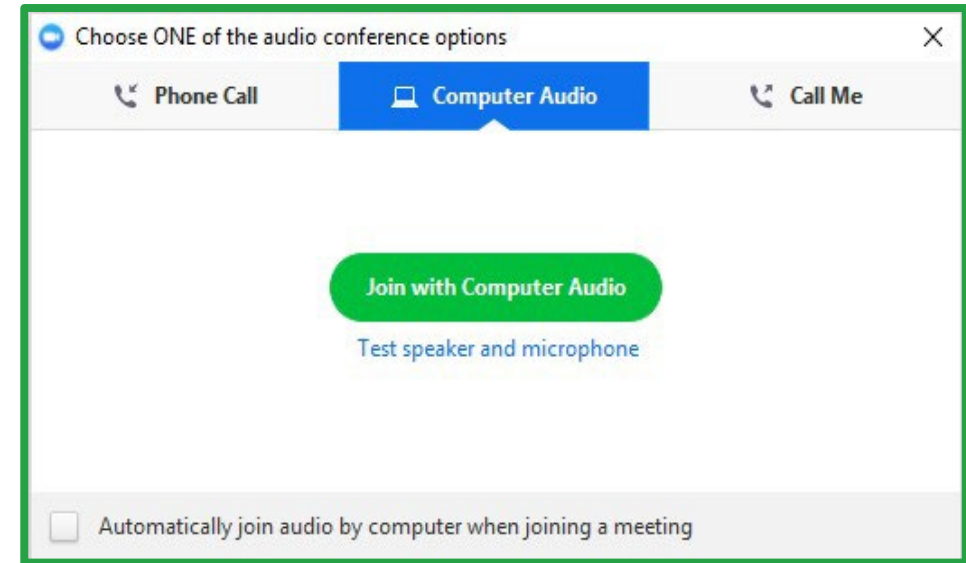 Choose ONE of the audio conference options
Phone Call
Computer Audio
Call Me
Join with Computer Audio
Test speaker and microphone
Automatically join audio by computer when joining a meeting